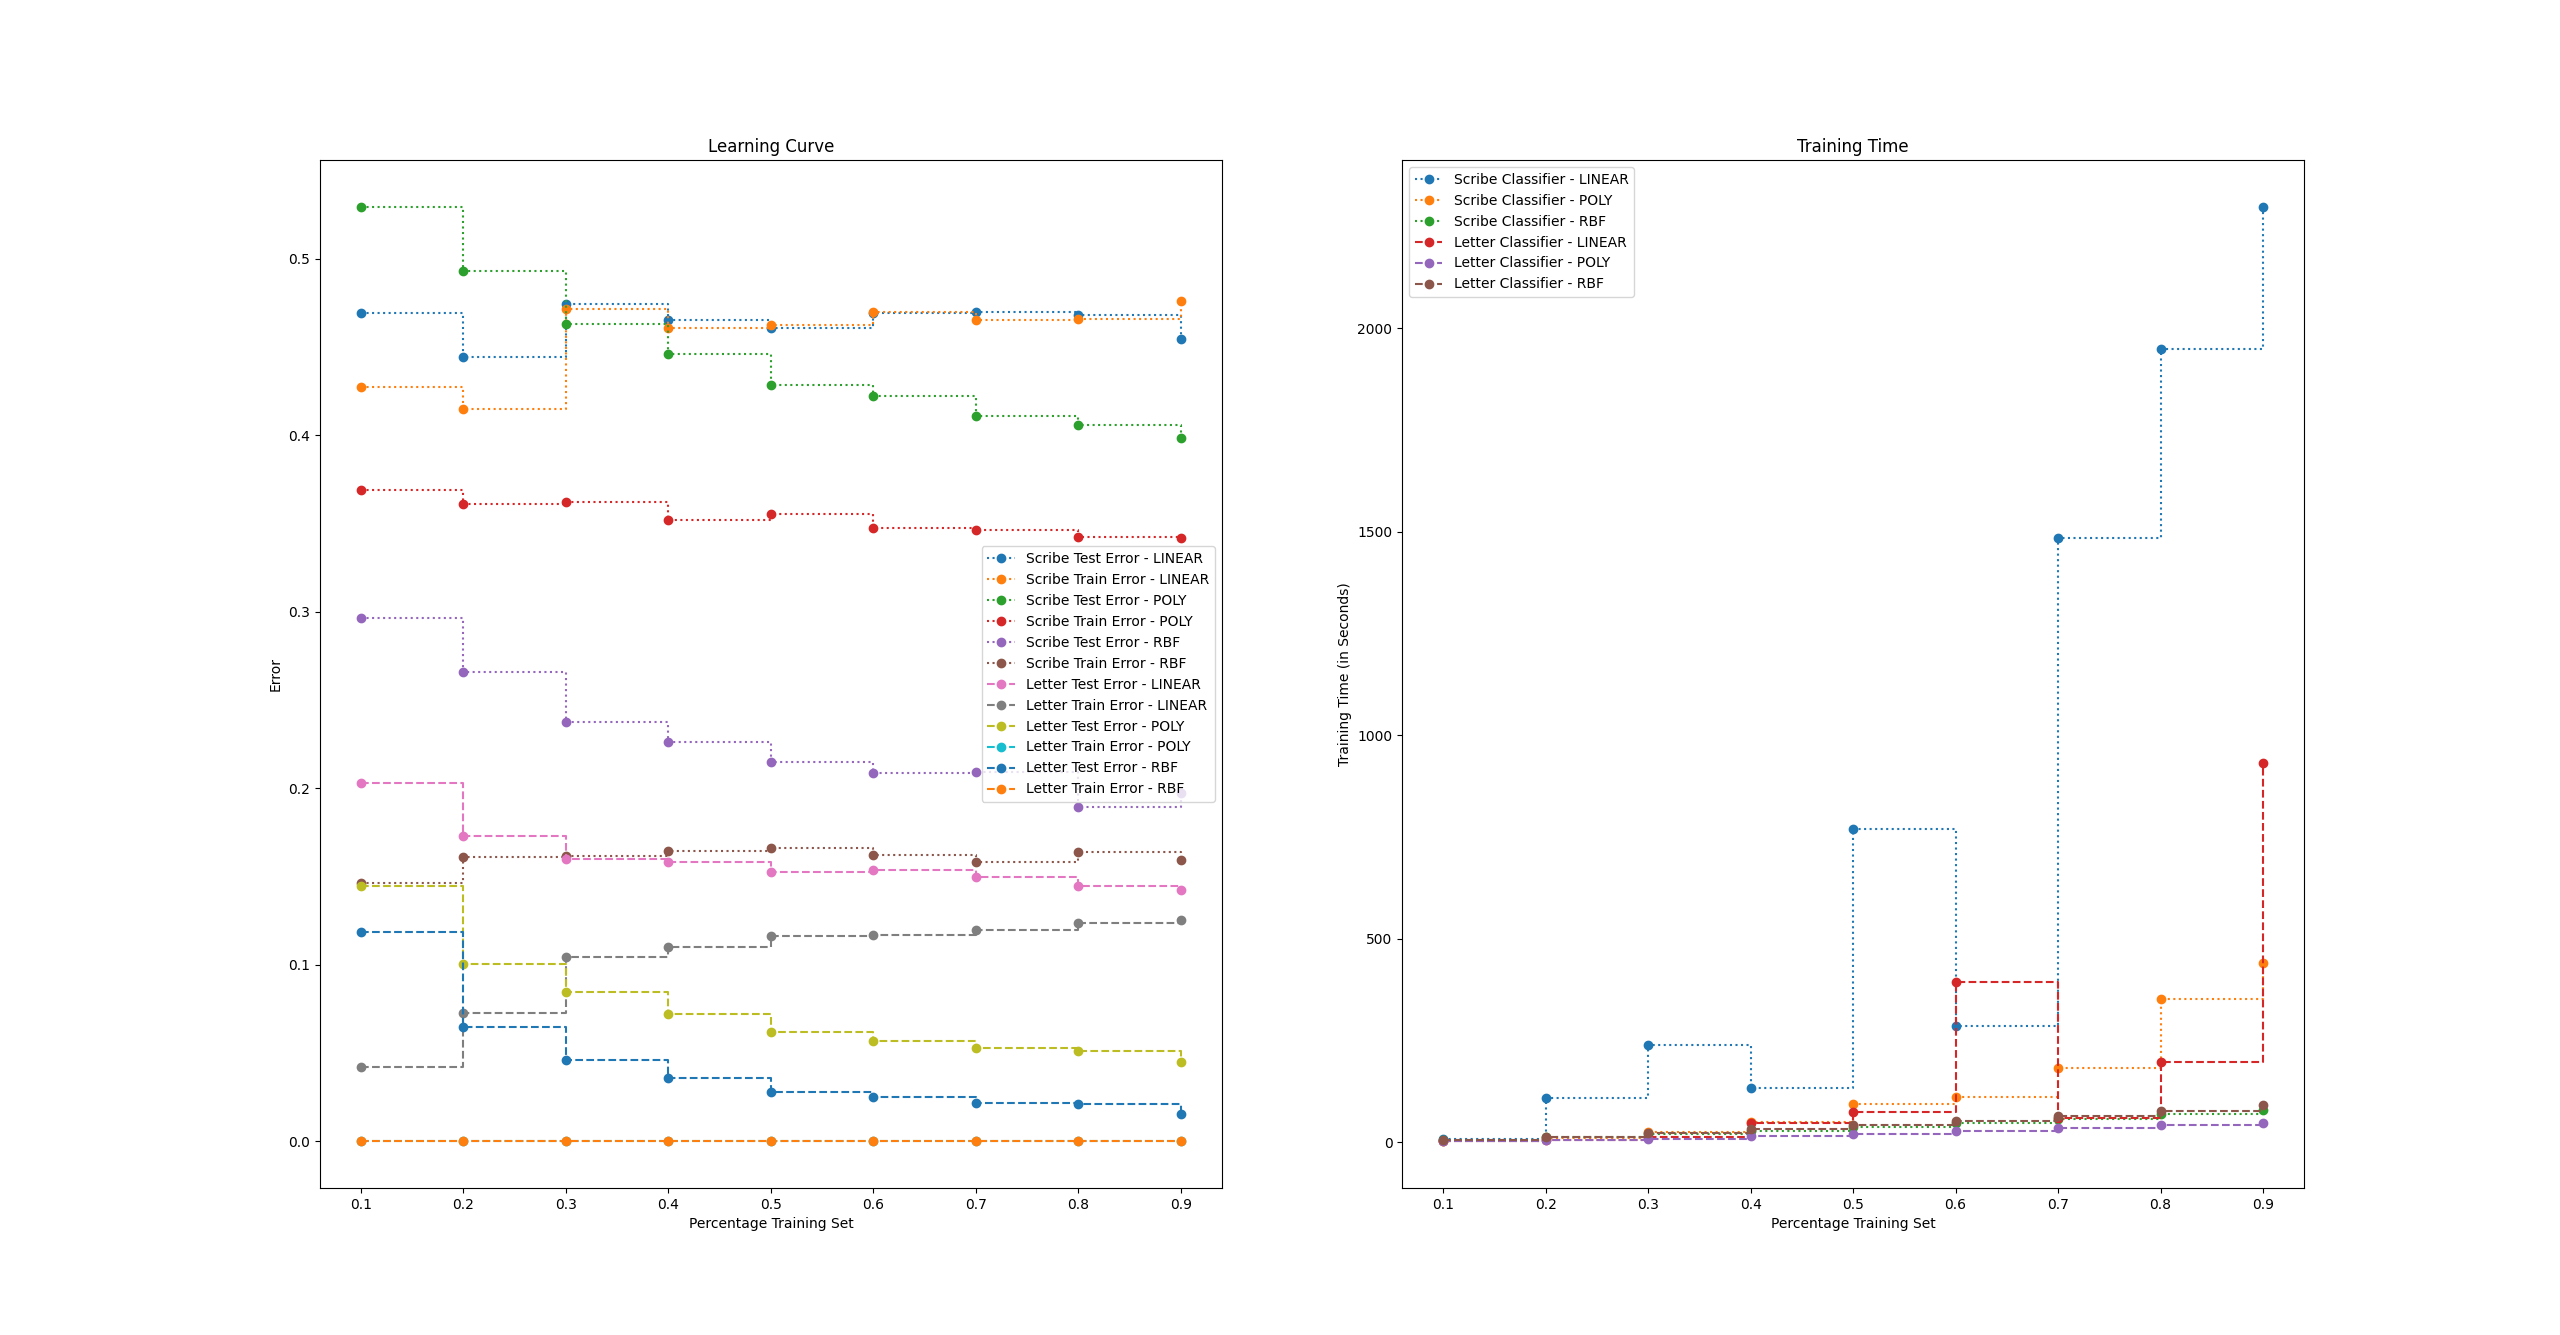 Learning Curve
Error
0.5
0.4
0.3
0.2
0.1
0.0
0.1 0.2 0.3 0.4 0.5 0.6 0.7 0.8 0.9
Percentage Training Set
Scribe Test Error - LINEAR
Scribe Train Error - LINEAR
Scribe Test Error - POLY
Scribe Train Error - POLY
Scribe Test Error - RBF
Scribe Train Error - RBF
Letter Test Error - LINEAR
Letter Train Error - LINEAR
Letter Test Error - POLY
Letter Train Error - POLY
Letter Test Error - RBF
Letter Train Error - RBF
Training Time
Scribe Classifier - LINEAR
Scribe Classifier - POLY
Scribe Classifier - RBF
Letter Classifier - LINEAR
Letter Classifier - POLY
Letter Classifier - RBF
Training Time (in Seconds)
2000
1500
1000
500
0
0.1 0.2 0.3 0.4 0.5 0.6 0.7 0.8 0.9
Percentage Training Set